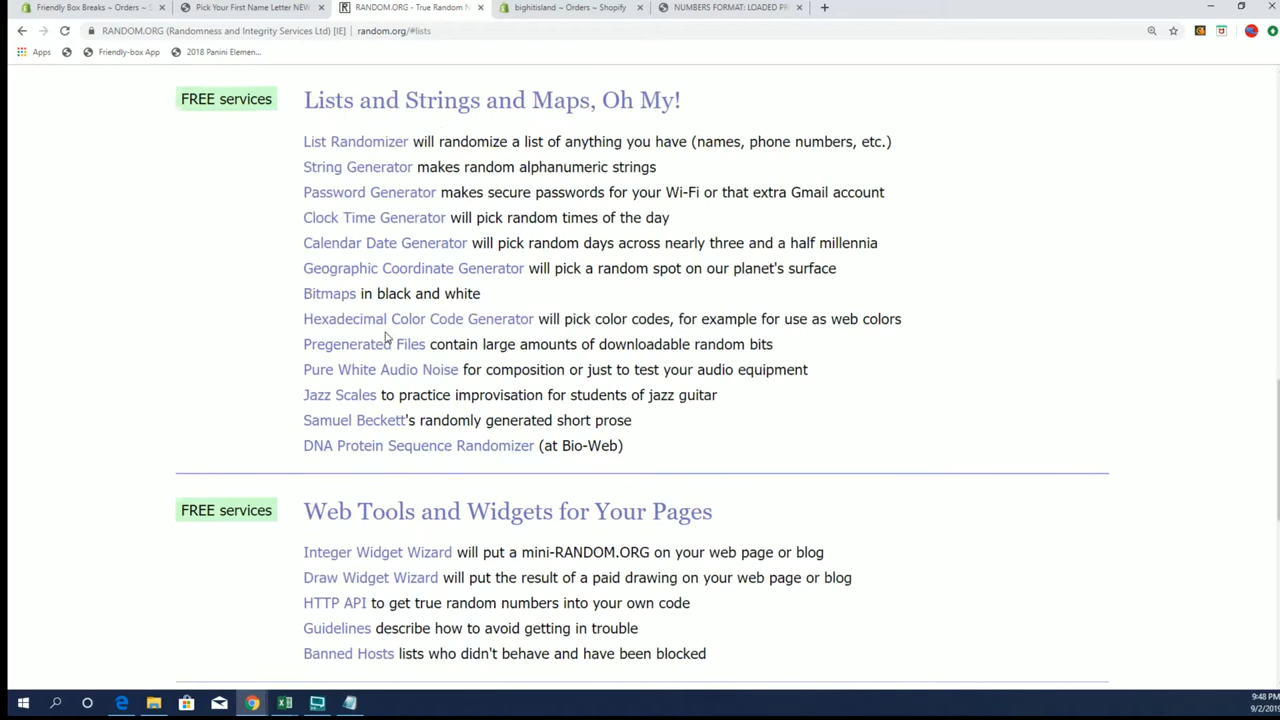 Friendly Box Breaks ~ Orders ~ S
Pick Your First Name Letter NEW
RANDOM.ORG - True Random N
bighitisland ~ Orders ~ Shopify
NUMBERS FORMAT: LOADED PR
RANDOM.ORG (Randomness and Integrity Services Ltd) [IE] | random.org/#lists
Apps
Friendly-box App
2018 Panini Elemen...
FREE services
Lists and Strings and Maps, Oh My!
List Randomizer will randomize a list of anything you have (names, phone numbers, etc.)
String Generator makes random alphanumeric strings
Password Generator makes secure passwords for your Wi-Fi or that extra Gmail account
Clock Time Generator will pick random times of the day
Calendar Date Generator will pick random days across nearly three and a half millennia
Geographic Coordinate Generator will pick a random spot on our planet's surface
Bitmaps in black and white
Hexadecimal Color Code Generator will pick color codes, for example for use as web colors
Pregenerated Files contain large amounts of downloadable random bits
Pure White Audio Noise for composition or just to test your audio equipment
Jazz Scales to practice improvisation for students of jazz guitar
Samuel Beckett's randomly generated short prose
DNA Protein Sequence Randomizer (at Bio-Web)
FREE services
Web Tools and Widgets for Your Pages
Integer Widget Wizard will put a mini-RANDOM.ORG on your web page or blog
Draw Widget Wizard will put the result of a paid drawing on your web page or blog
HTTP API to get true random numbers into your own code
Guidelines describe how to avoid getting in trouble
Banned Hosts lists who didn't behave and have been blocked
9:48 PM
9/2/2019